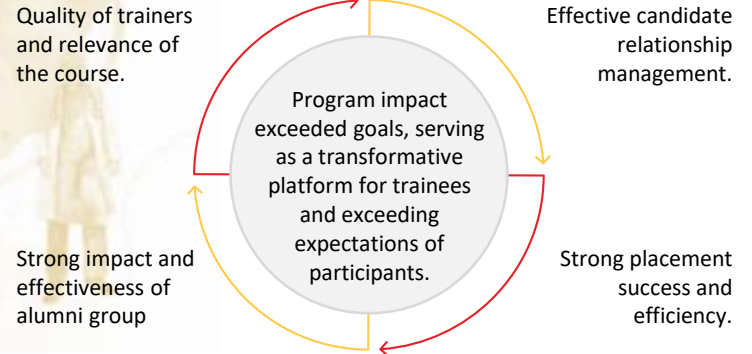 Quality of trainers
and relevance of
the course.
Effective candidate
relationship
management.
Program impact
exceeded goals, serving
as a transformative
platform for trainees
and exceeding
expectations of
participants.
Strong impact and
effectiveness of
alumni group
Strong placement
success and
efficiency.